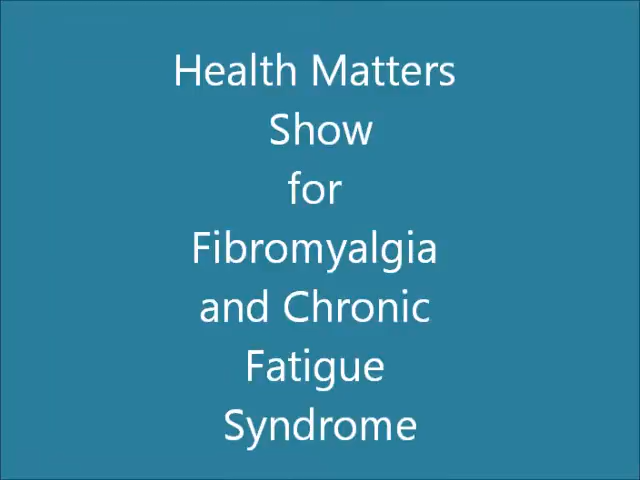 Health Matters
Show
for
Fibromyalgia
and Chronic
Fatigue
Syndrome